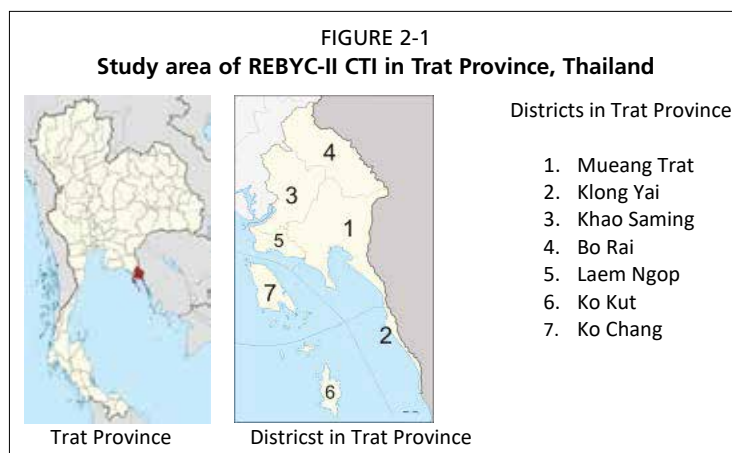 FIGURE 2-1
Study area of REBYC-II CTI in Trat Province, Thailand
Districts in Trat Province
1. Mueang Trat
2. Klong Yai
3. Khao Saming
4. Bo Rai
5. Laem Ngop
6. Ko Kut
7. Ko Chang
4
3
1
5
7
2
6
Trat Province
Districst in Trat Province